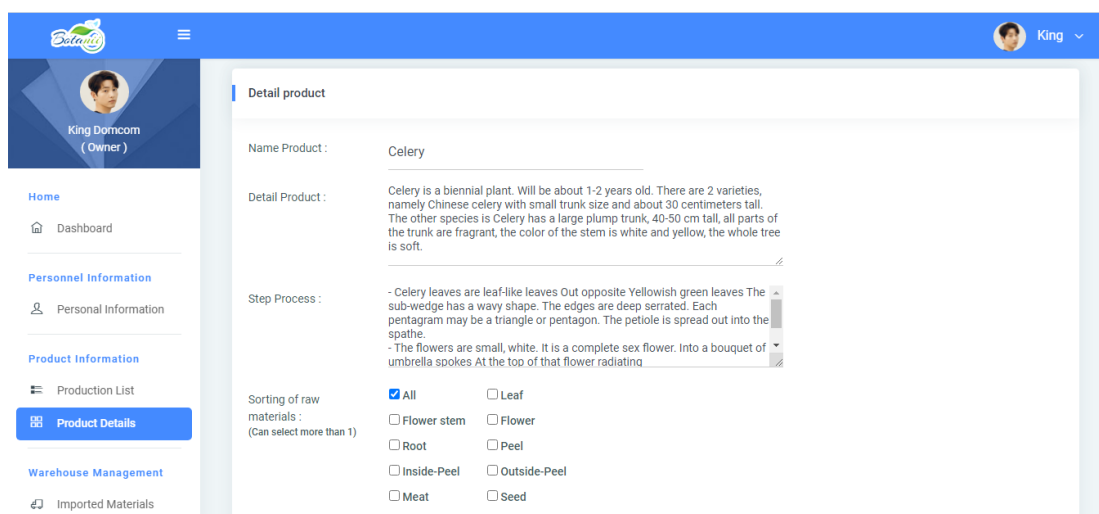 Botanii
King
King Domcom
( Owner )
Home
Dashboard
Personnel Information
Personal Information
Product Information
Production List
Product Details
Warehouse Management
Imported Materials
Detail product
Name Product :
Celery
Detail Product :
Celery is a biennial plant. Will be about 1-2 years old. There are 2 varieties,
namely Chinese celery with small trunk size and about 30 centimeters tall.
The other species is Celery has a large plump trunk, 40-50 cm tall, all parts of
the trunk are fragrant, the color of the stem is white and yellow, the whole tree
is soft.
Step Process :
- Celery leaves are leaf-like leaves Out opposite Yellowish green leaves The
sub-wedge has a wavy shape. The edges are deep serrated. Each
pentagram may be a triangle or pentagon. The petiole is spread out into the
spathe.
- The flowers are small, white. It is a complete sex flower. Into a bouquet of
umbrella spokes At the top of that flower radiating
Sorting of raw
materials :
(Can select more than 1)
All
Leaf
Flower stem
Flower
Root
Peel
Inside-Peel
Outside-Peel
Meat
Seed